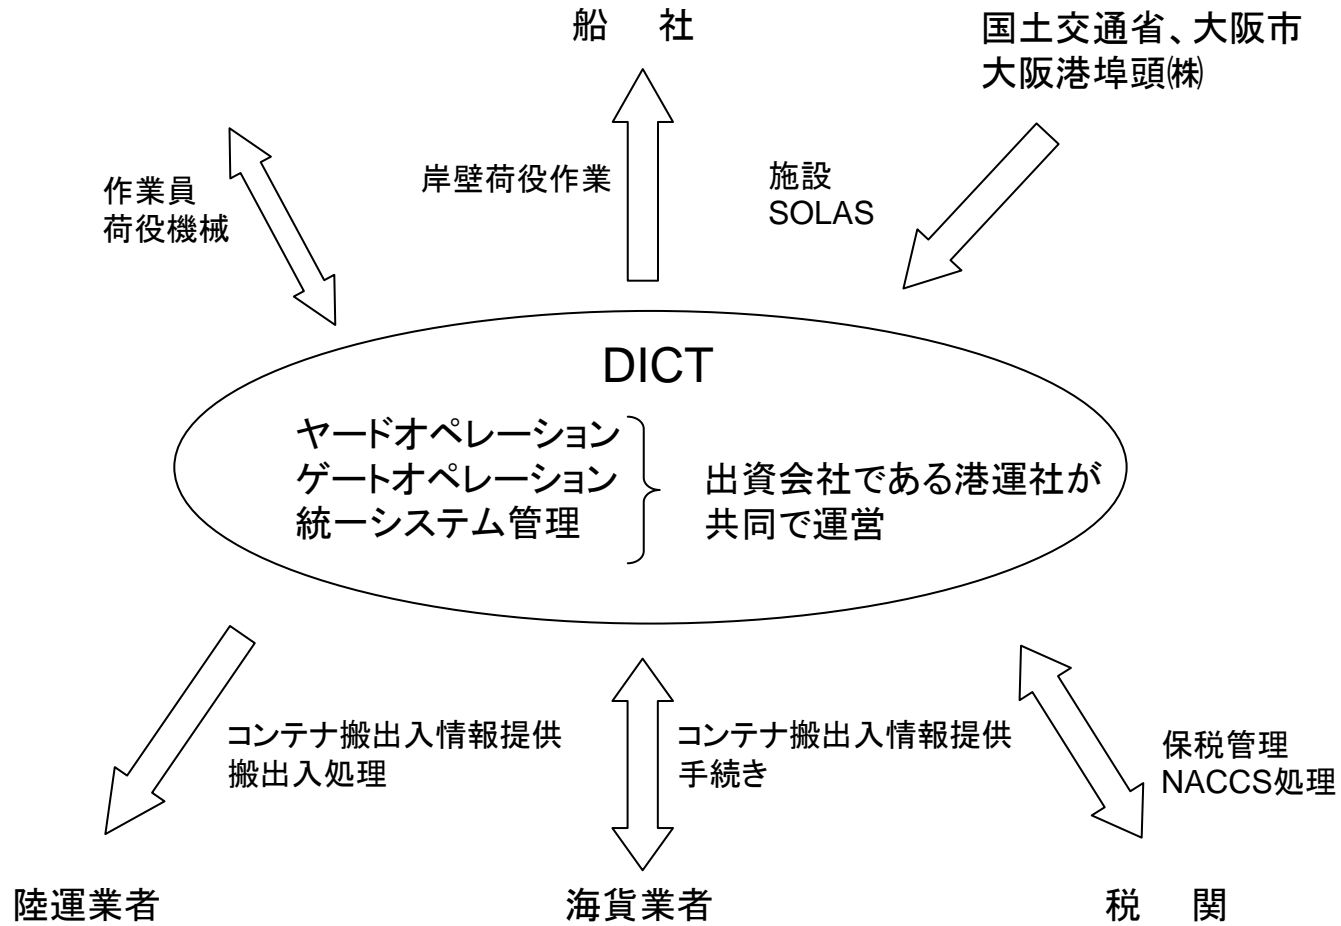 船 社
国土交通省、大阪市
大阪港埠頭㈱
作業員
荷役機械
岸壁荷役作業
施設
SOLAS
DICT
ヤードオペレーション
ゲートオペレーション
統一システム管理
出資会社である港運社が
共同で運営
コンテナ搬出入情報提供
搬出入処理
コンテナ搬出入情報提供
手続き
保税管理
NACCS処理
陸運業者
海貨業者
税 関